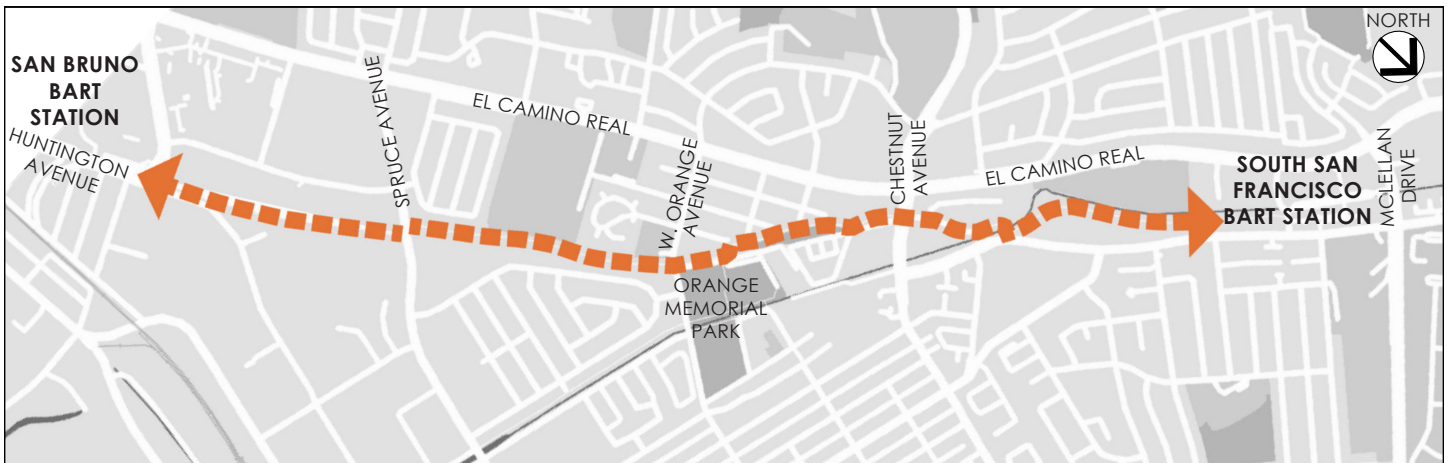 NORTH
SAN BRUNO
BART
STATION
HUNTINGTON
AVENUE
SPRUCE AVENUE
EL CAMINO REAL
W. ORANGE
AVENUE
ORANGE
MEMORIAL
PARK
CHESTNUT
AVENUE
EL CAMINO REAL
SOUTH SAN
FRANCISCO
BART STATION
MCLELLAN
DRIVE